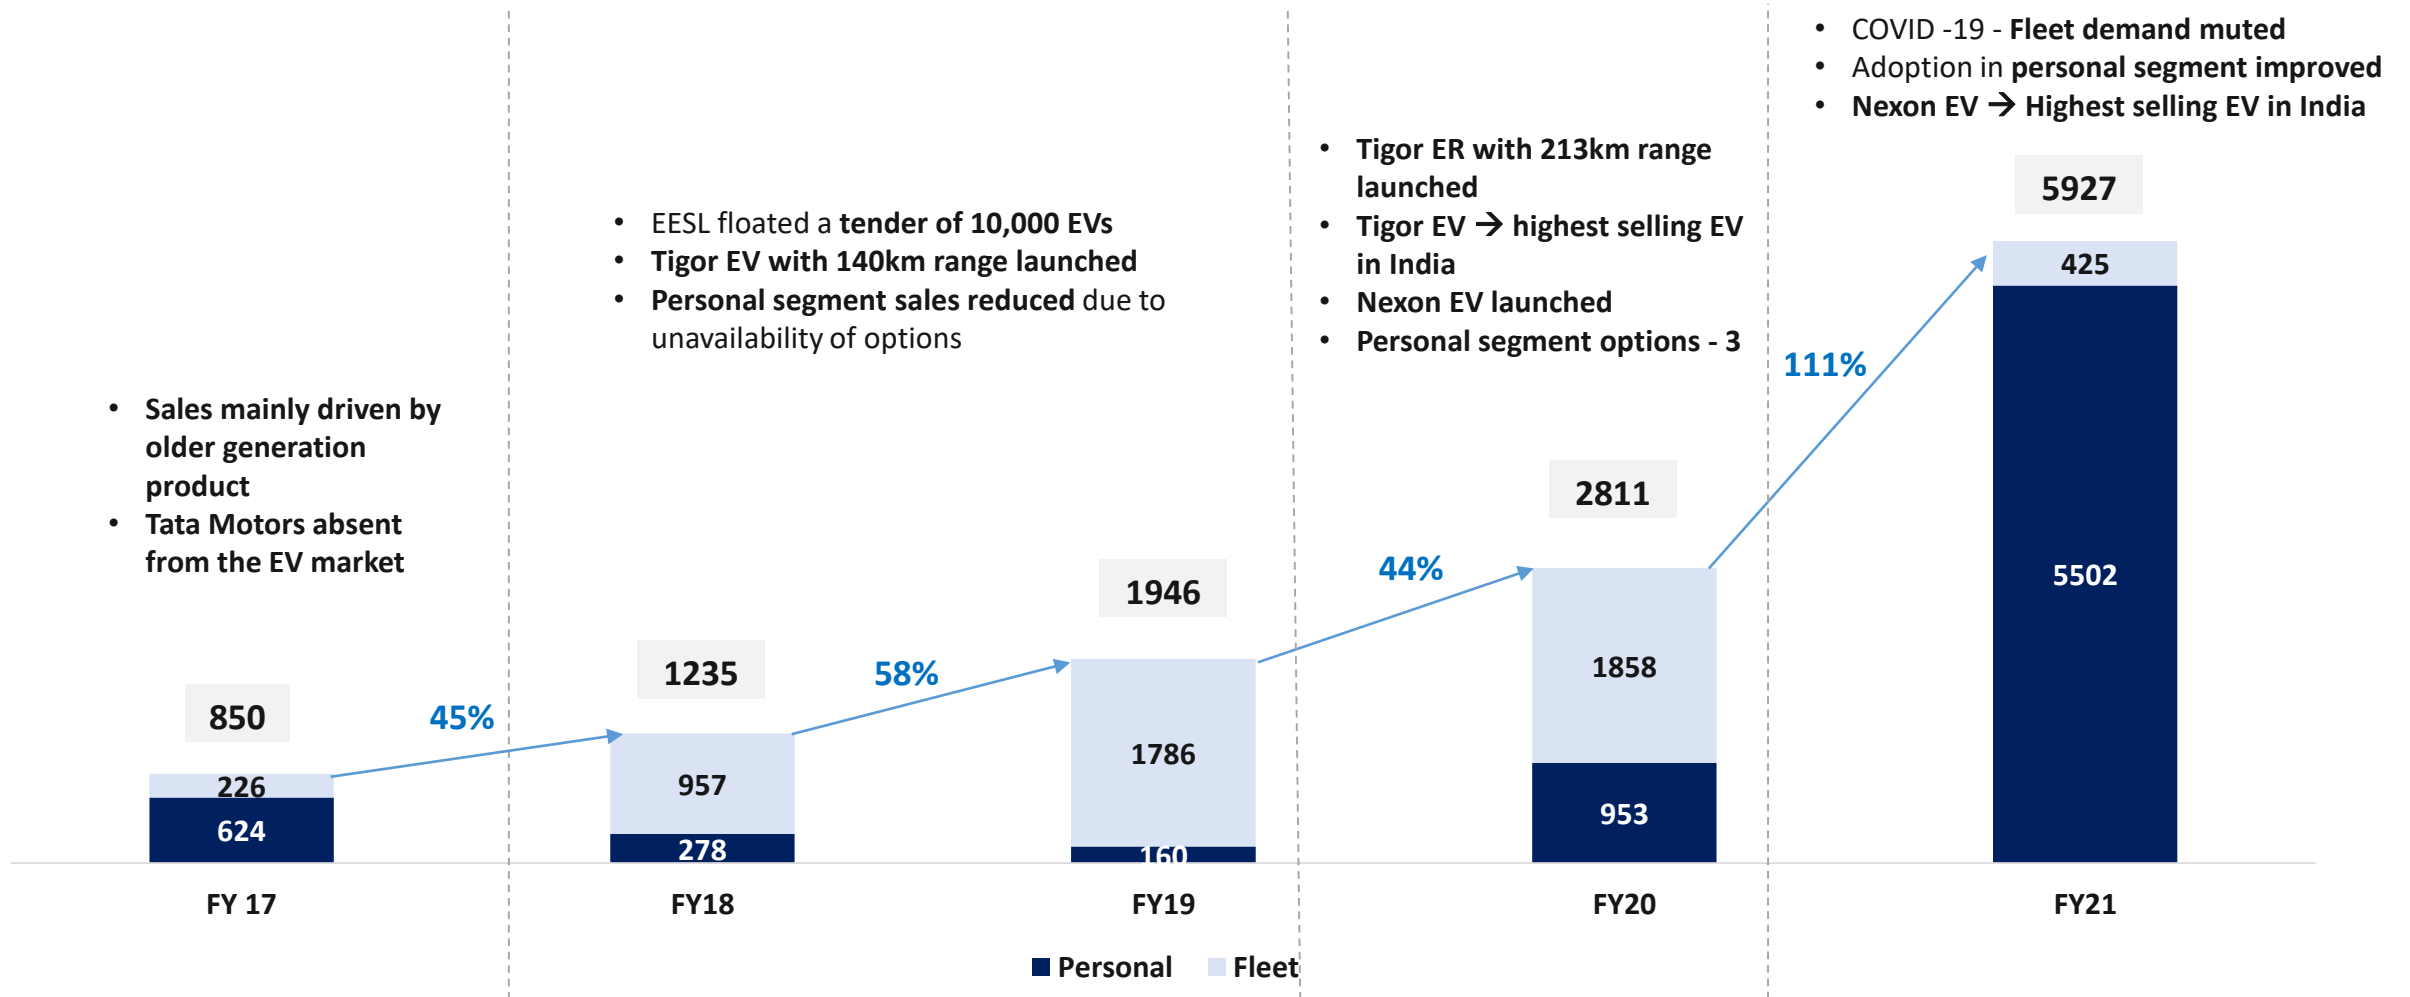 • COVID -19 - Fleet demand muted
• Adoption in personal segment improved
• Nexon EV → Highest selling EV in India
• Tigor ER with 213km range
launched
• Tigor EV → highest selling EV
in India
• Nexon EV launched
• Personal segment options - 3
• EESL floated a tender of 10,000 EVs
• Tigor EV with 140km range launched
• Personal segment sales reduced due to
unavailability of options
• Sales mainly driven by
older generation
product
• Tata Motors absent
from the EV market
850
226
624
45%
1235
957
278
58%
1946
1786
160
44%
2811
1858
953
111%
5927
425
5502
FY 17
FY18
FY19
FY20
FY21
Personal
Fleet